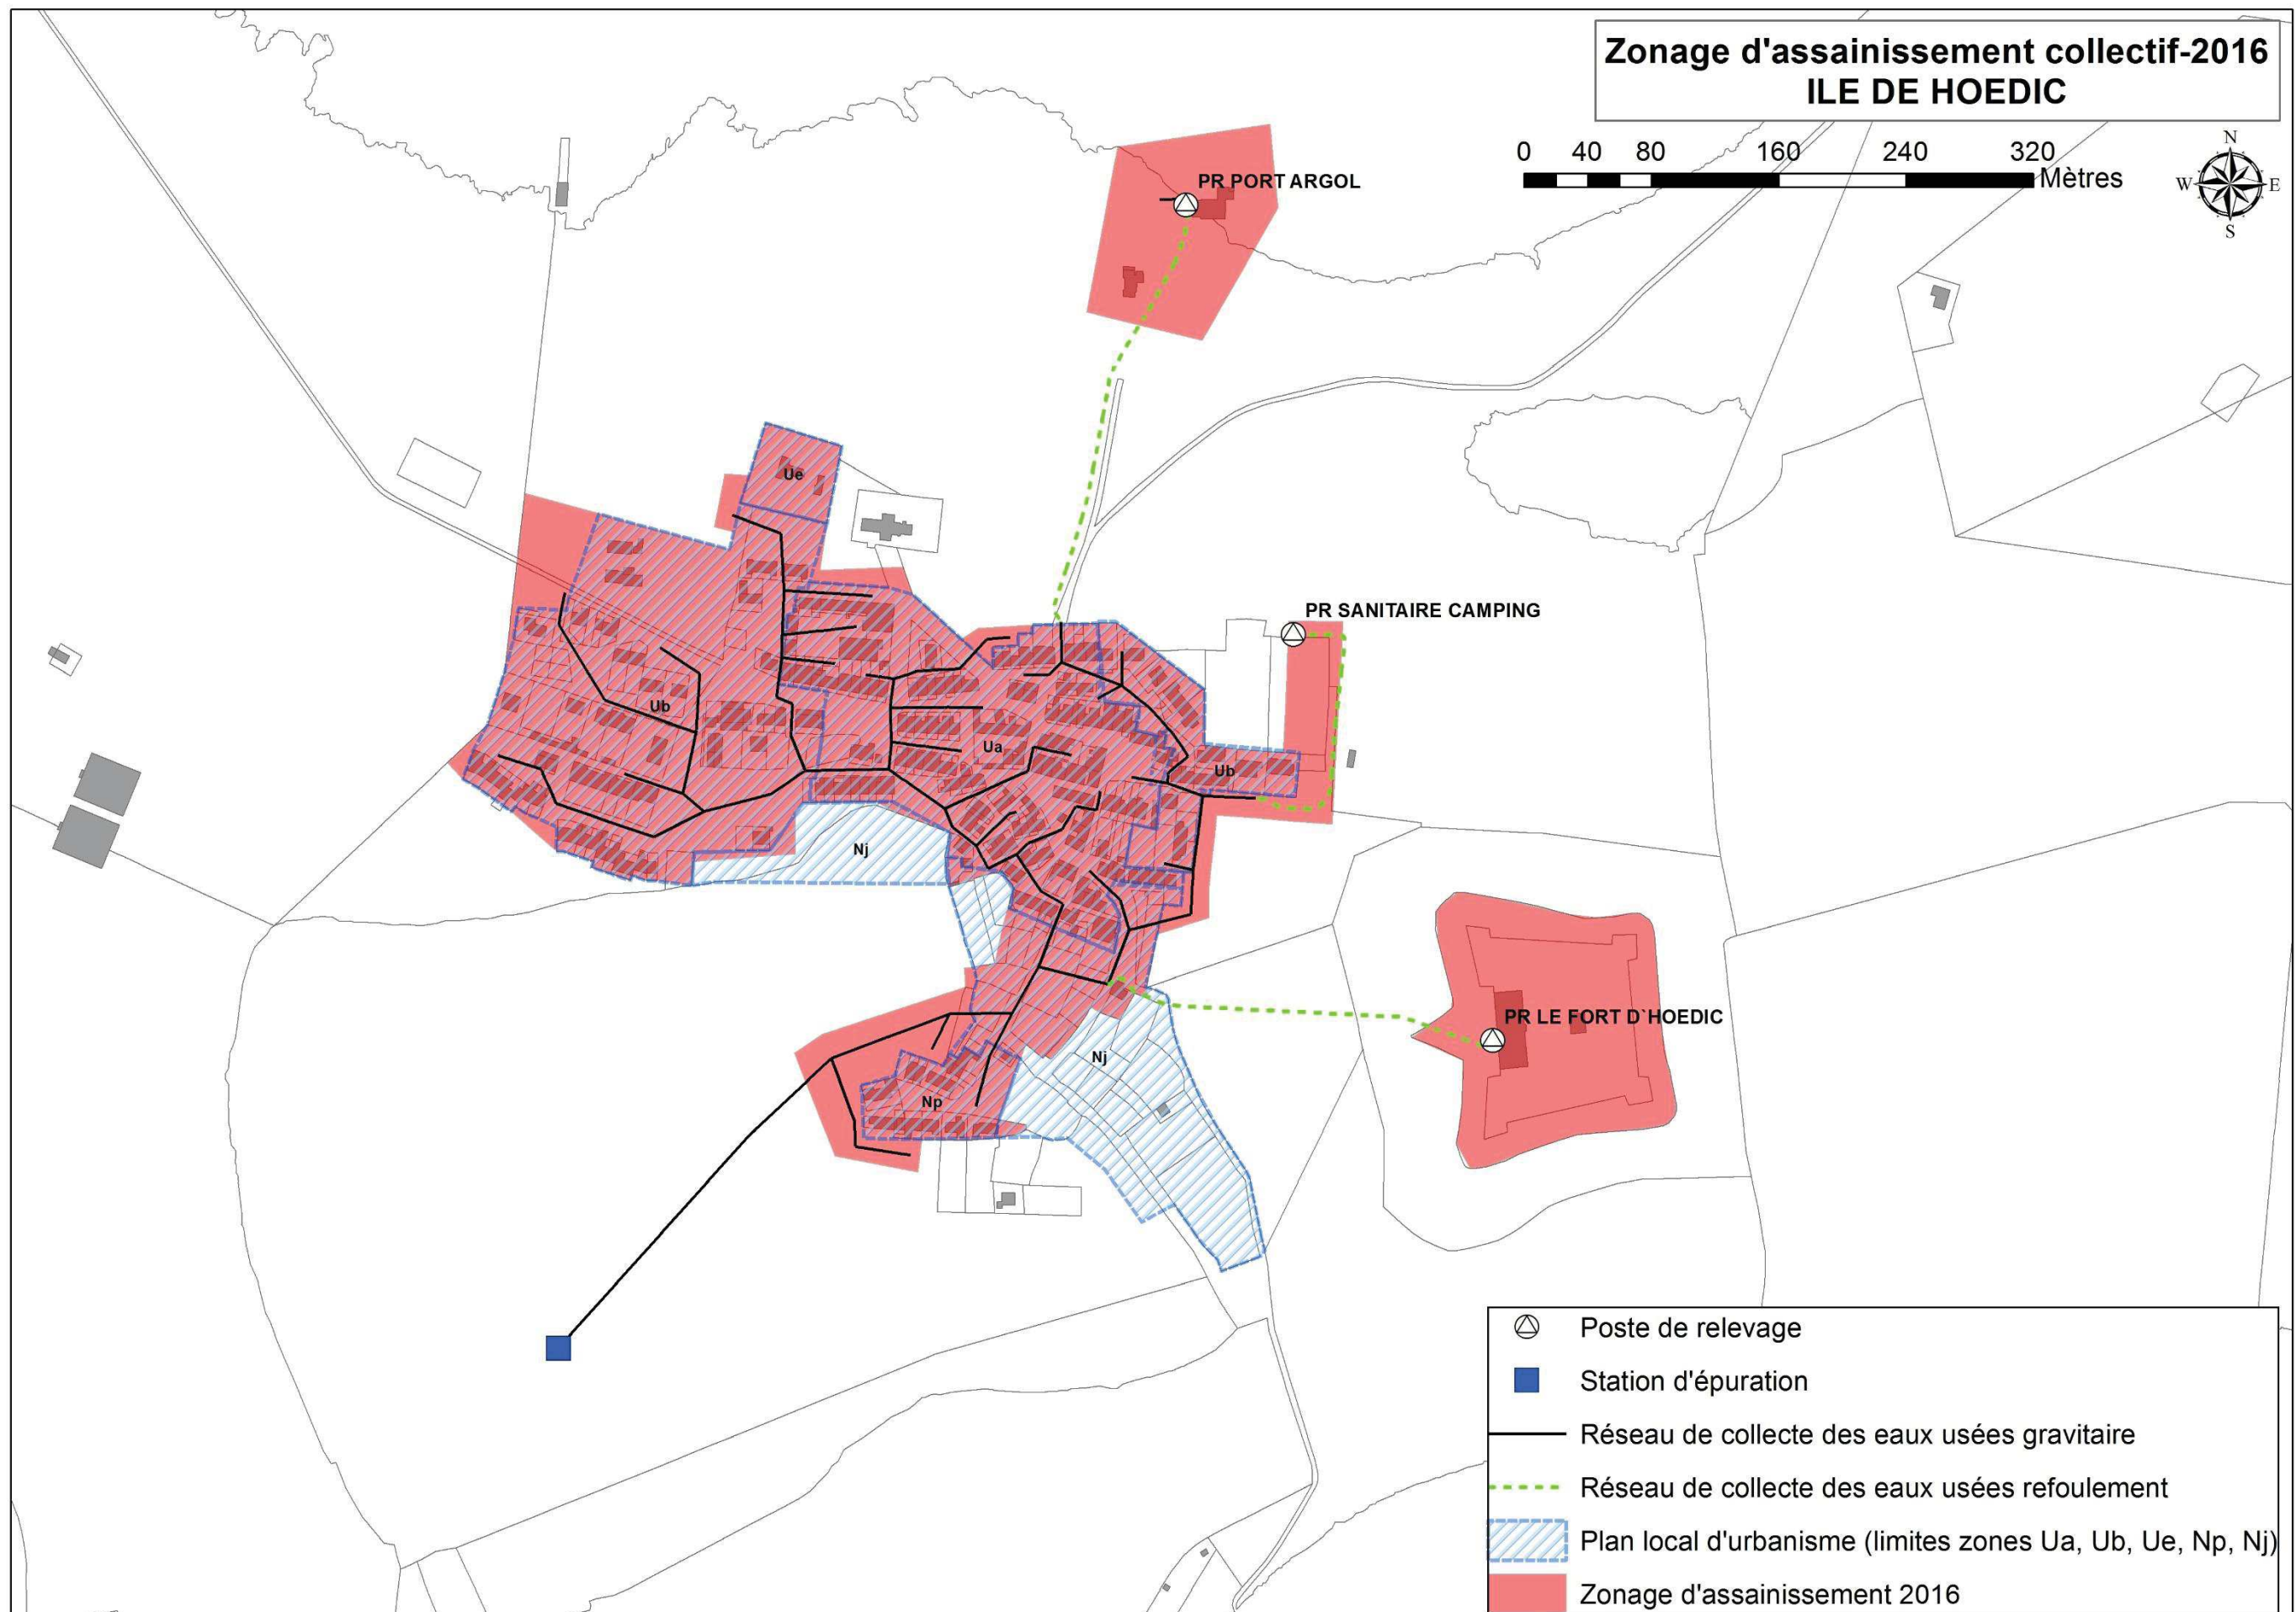 Zonage d'assainissement collectif-2016
ILE DE HOEDIC
0 40 80 160 240 320
Mètres
N
W E
S
PR PORT ARGOL
Ue
PR SANITAIRE CAMPING
Ub
Ua
Ub
Nj
PR LE FORT D`HOEDIC
Nj
Np
Poste de relevage
Station d'épuration
Réseau de collecte des eaux usées gravitaire
Réseau de collecte des eaux usées refoulement
Plan local d'urbanisme (limites zones Ua, Ub, Ue, Np, Nj)
Zonage d'assainissement 2016